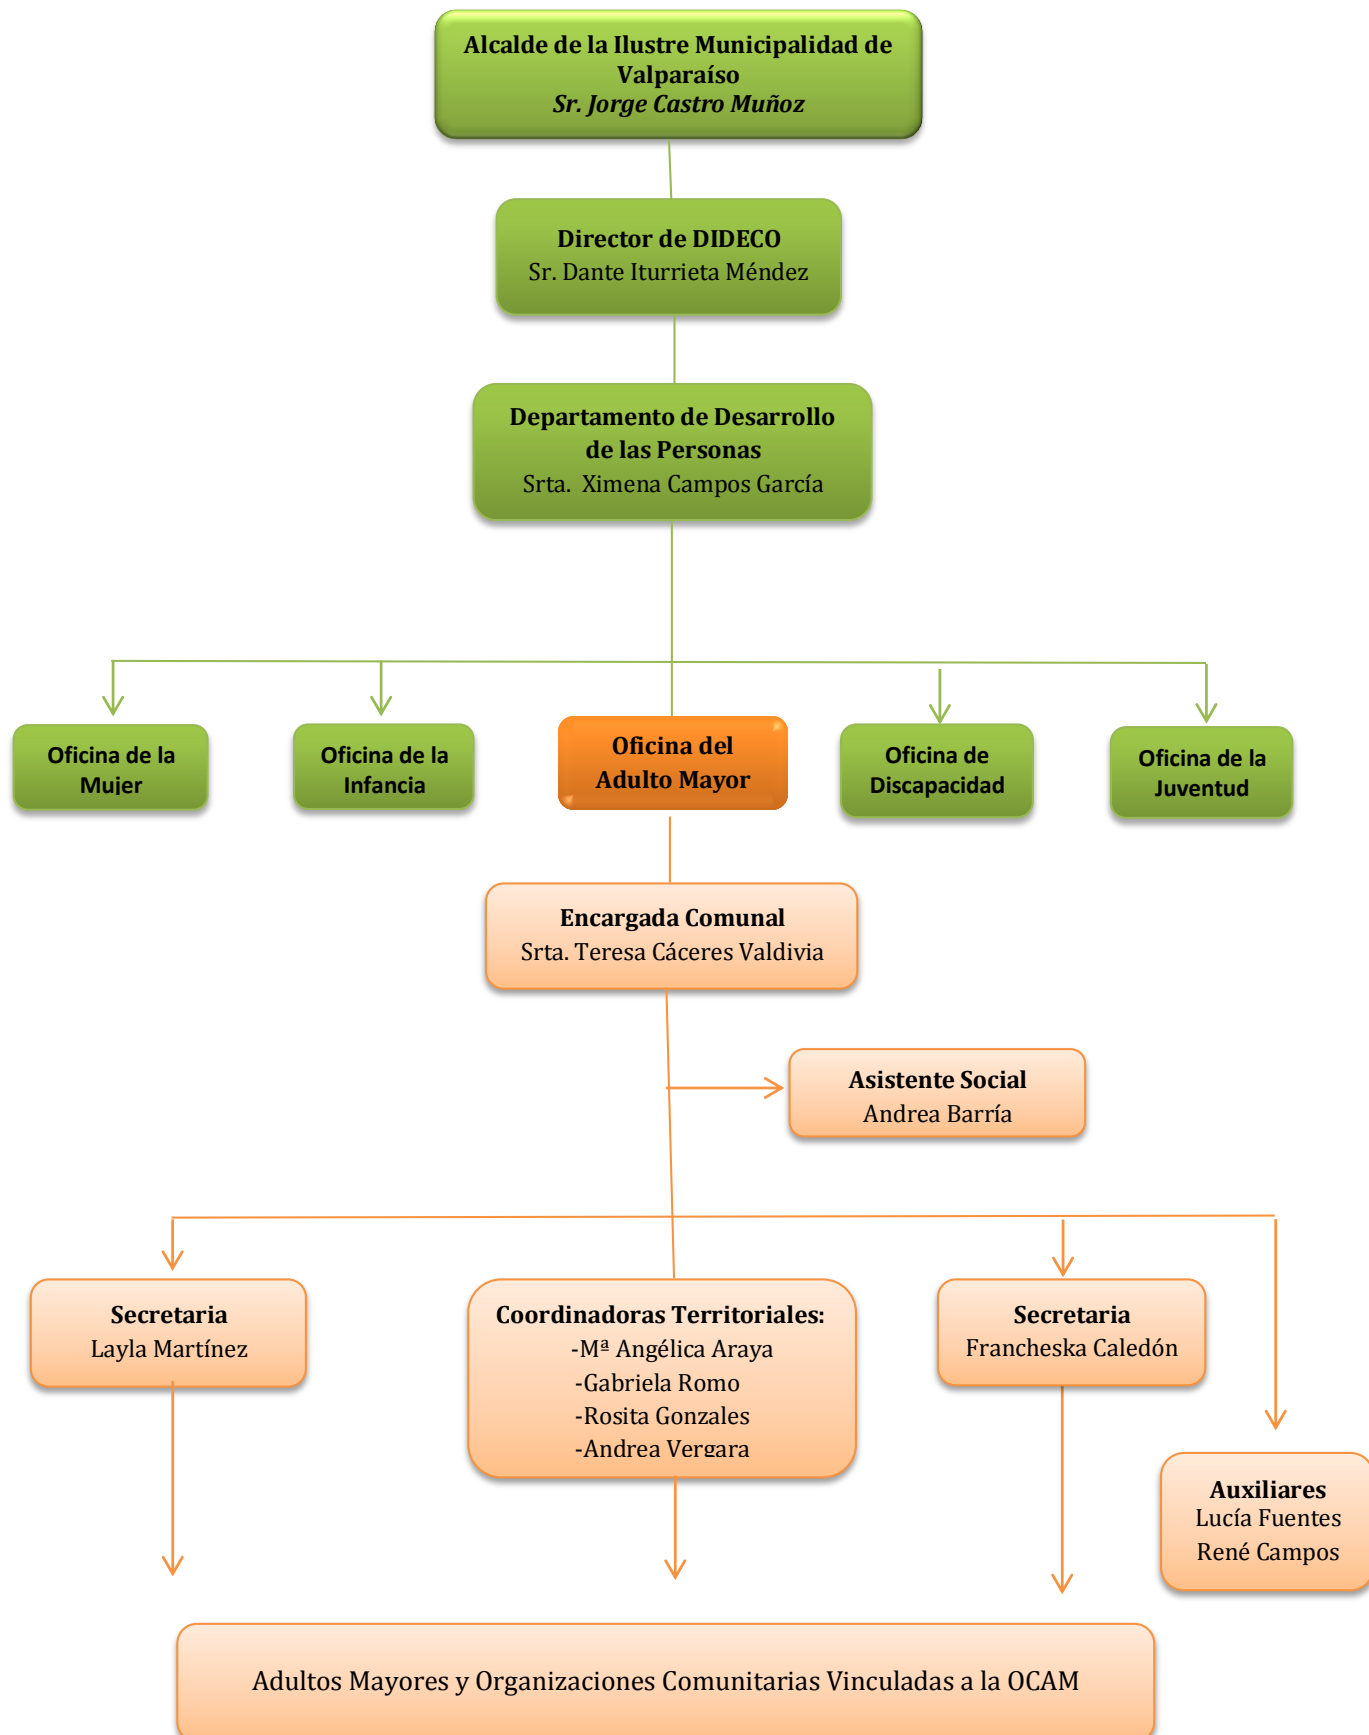 Alcalde de la Ilustre Municipalidad de
Valparaíso
Sr. Jorge Castro Muñoz
Director de DIDECO
Sr. Dante Iturrieta Méndez
Departamento de Desarrollo
de las Personas
Srta. Ximena Campos García
Oficina de la
Mujer
Oficina de la
Infancia
Oficina del
Adulto Mayor
Oficina de
Discapacidad
Oficina de la
Juventud
Encargada Comunal
Srta. Teresa Cáceres Valdivia
Asistente Social
Andrea Barría
Secretaria
Layla Martínez
Coordinadoras Territoriales:
-Mª Angélica Araya
-Gabriela Romo
-Rosita Gonzales
-Andrea Vergara
Secretaria
Francheska Caledón
Auxiliares
Lucía Fuentes
René Campos
Adultos Mayores y Organizaciones Comunitarias Vinculadas a la OCAM